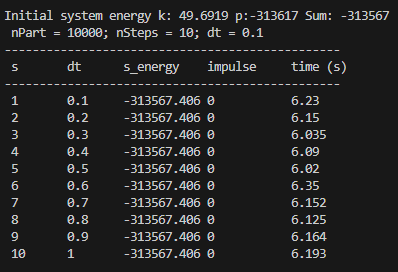 Initial system energy k: 49.6919 p:-313617 Sum: -313567
nPart = 10000; nSteps = 10; dt = 0.1
------------------------------------------
s dt s_energy impulse time (s)
------------------------------------------
1 0.1 -313567.406 0 6.23
2 0.2 -313567.406 0 6.15
3 0.3 -313567.406 0 6.035
4 0.4 -313567.406 0 6.09
5 0.5 -313567.406 0 6.02
6 0.6 -313567.406 0 6.35
7 0.7 -313567.406 0 6.152
8 0.8 -313567.406 0 6.125
9 0.9 -313567.406 0 6.164
10 1 -313567.406 0 6.193